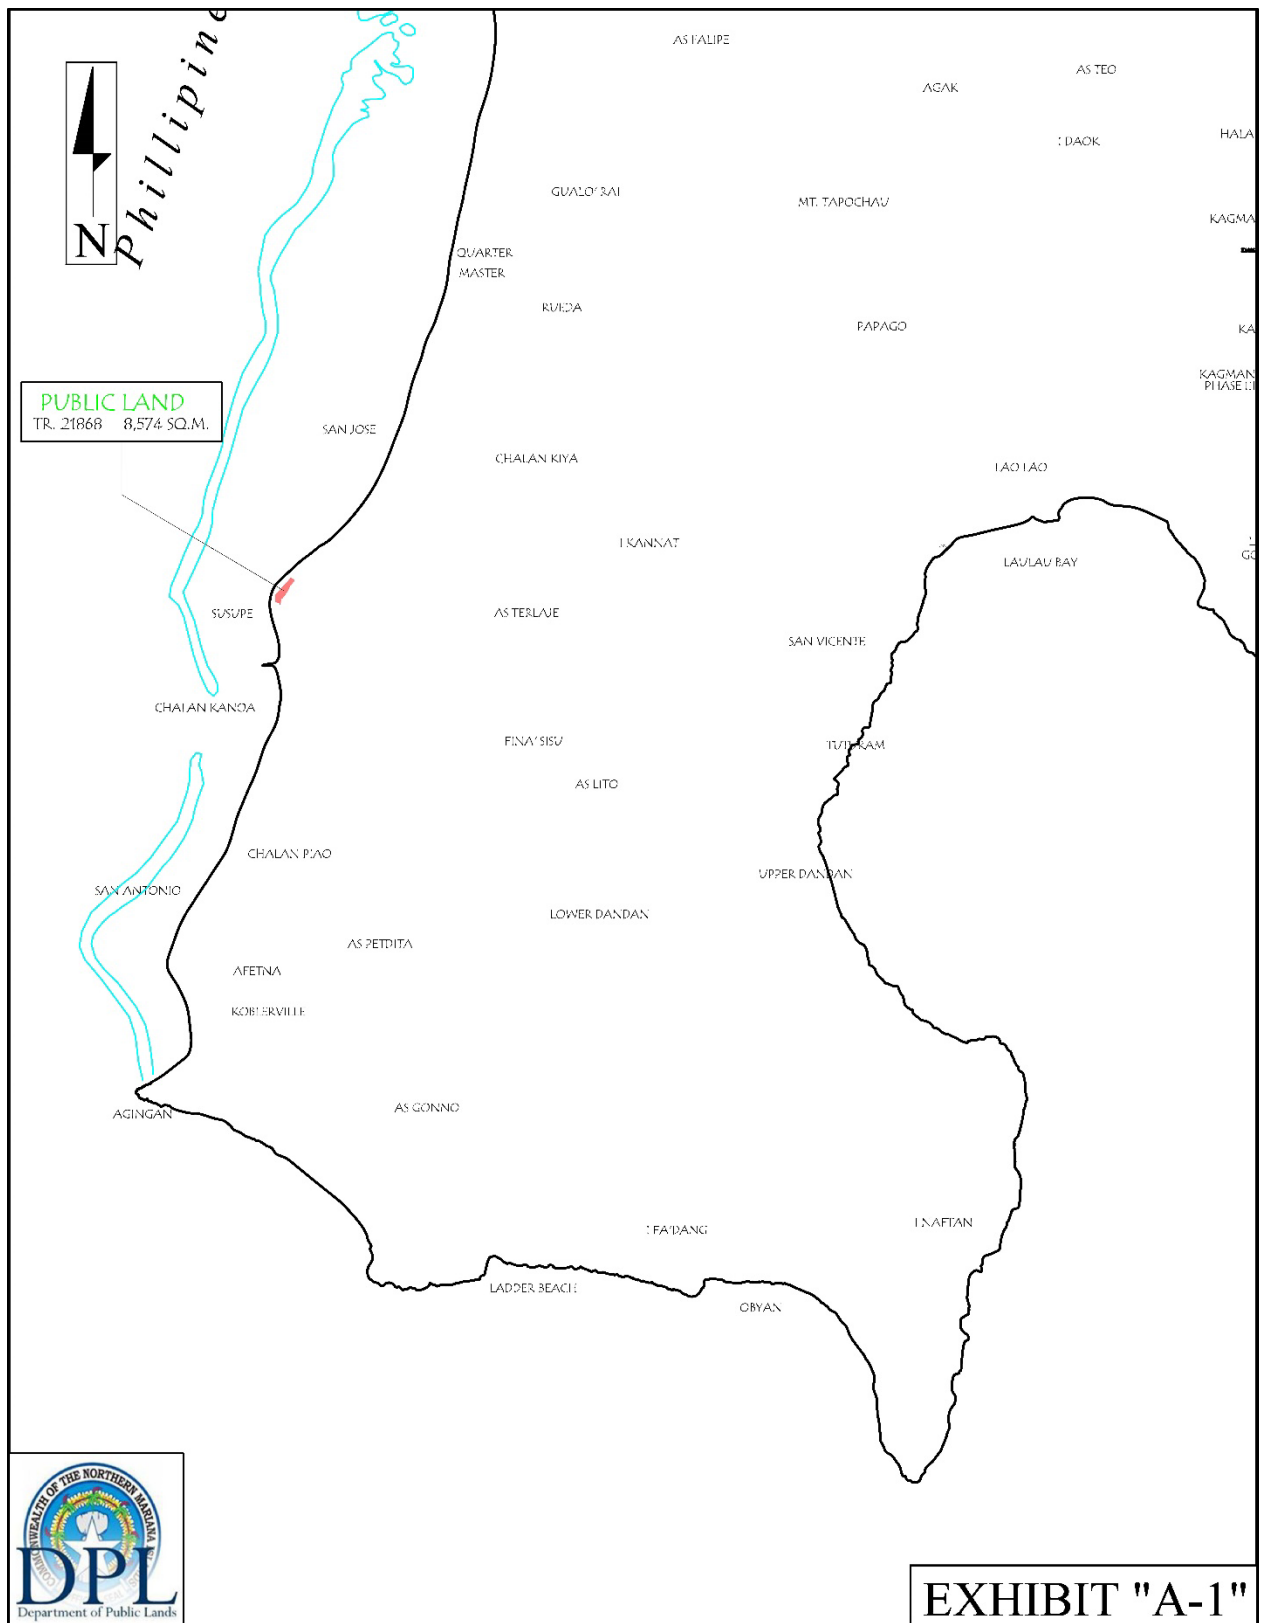 Phillipine
AS FALIPE
AS TEO
AGAK
I DAOK
HALA
GUALO' RAI
MT. TAPOCHAU
KAGMA
N
QUARTER
MASTER
RUEDA
PAPAGO
KA
KAGMAN
PHASE III
PUBLIC LAND
TR. 21868 8,574 SQ.M.
SAN JOSE
CHALAN KIYA
LAO LAO
I KANNAT
LAULAU BAY
SUSUPE
AS TERLAJE
SAN VICENTE
CHALAN KANOA
FINA' SISU
TUTURAM
AS LITO
CHALAN PIAO
UPPER DANDAN
SAN ANTONIO
LOWER DANDAN
AS PETDITA
AFETNA
KOBLERVILLE
AGINGAN
AS GONNO
I FA'DANG
I NAFTAN
LADDER BEACH
OBYAN
COMMONWEALTH OF THE NORTHERN MARIANA
DPL
Department of Public Lands
EXHIBIT "A-1"